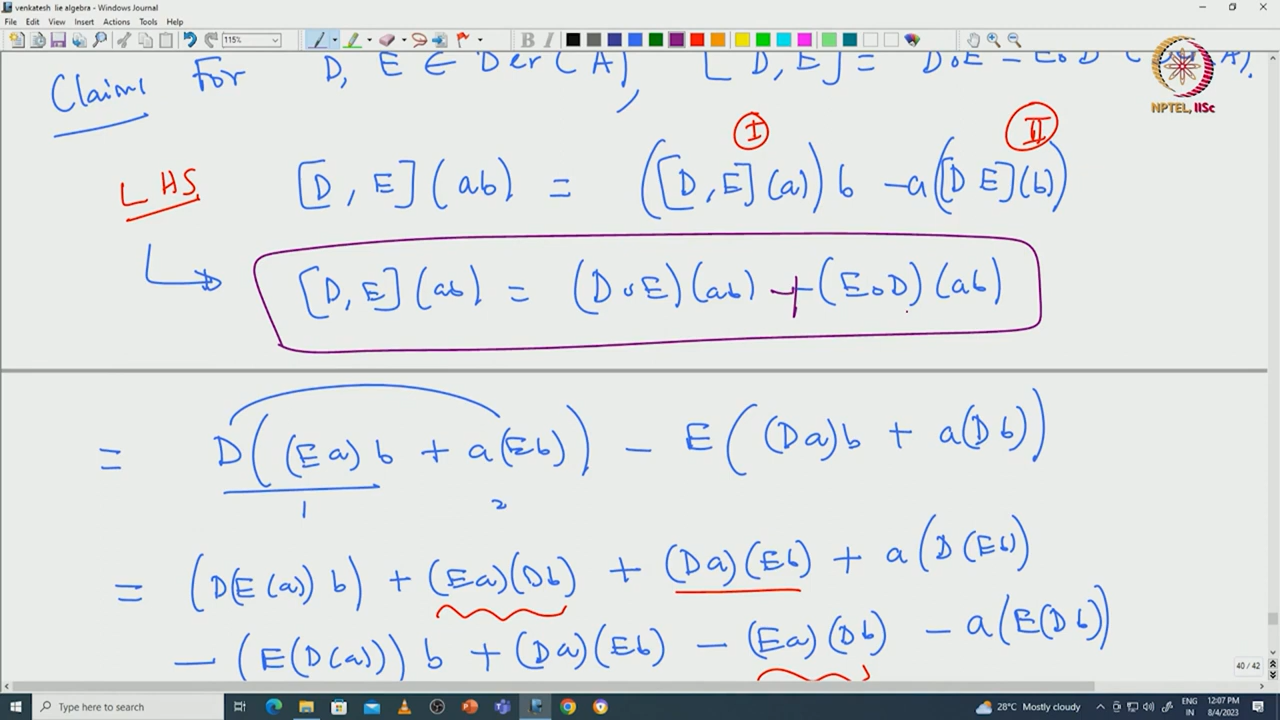 venkatesh lie algebra - Windows Journal
File Edit View Insert Actions Tools Help
115%
B I
Claim: For D, E ∈ Der(A), [D, E] = D∘E - E∘D A).
NPTEL, IISc
I II
LHS [D, E](ab) = ([D, E](a)) b - a([D E](b))
[D, E](ab) = (D∘E)(ab) + (E∘D)(ab)
= D((Ea) b + a(Eb)) - E((Da)b + a(Db))
1 2
= (D(E(a)) b) + (Ea)(Db) + (Da)(Eb) + a(D(Eb))
- (E(D(a))) b + (Da)(Eb) - (Ea)(Db) - a(E(Db))
40 / 42
Type here to search
28°C Mostly cloudy
ENG
IN
12:07 PM
8/4/2023